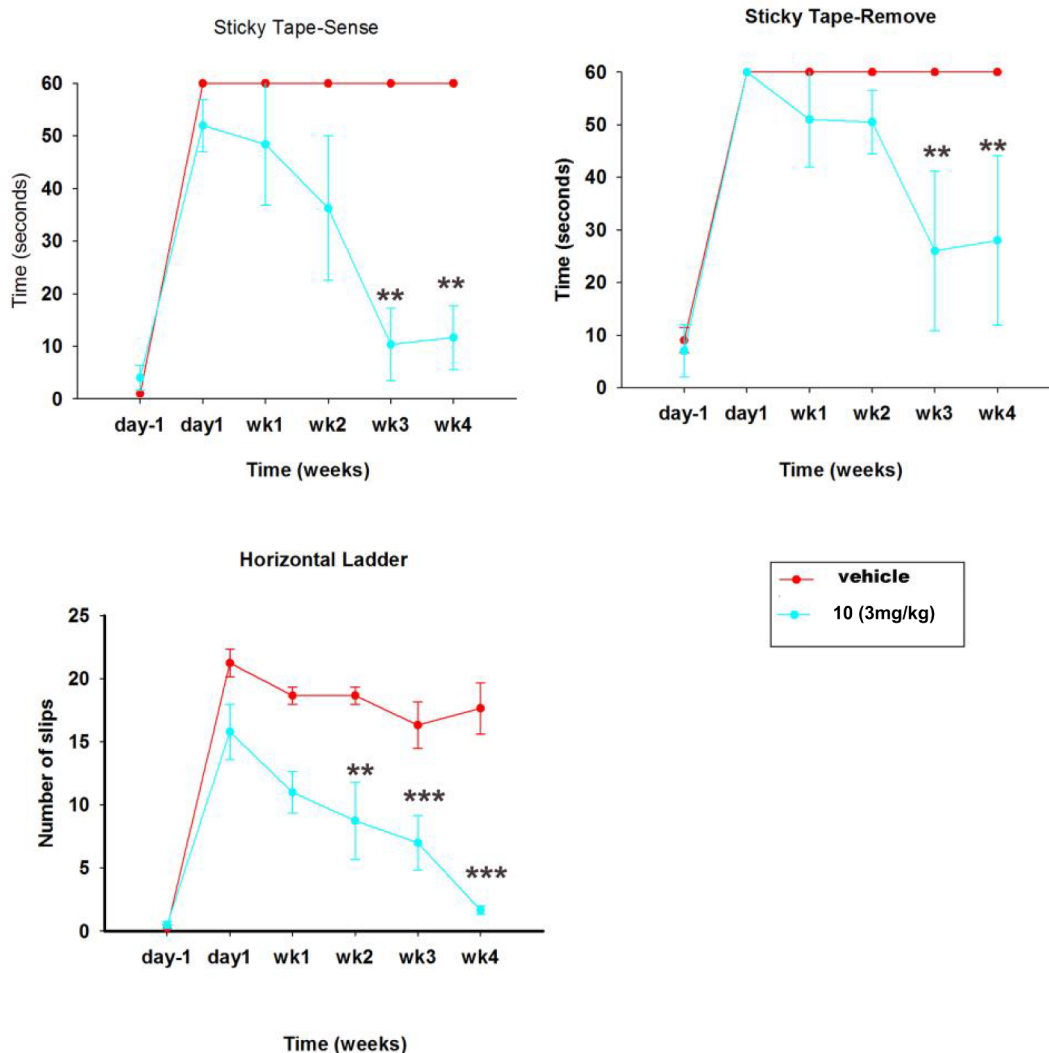 Sticky Tape-Sense
60
50
40
30
20
10
0
Time (seconds)
**
**
day-1 day1 wk1 wk2 wk3 wk4
Time (weeks)
Sticky Tape-Remove
60
50
40
30
20
10
0
Time (seconds)
**
**
day-1 day1 wk1 wk2 wk3 wk4
Time (weeks)
Horizontal Ladder
25
20
15
10
5
0
Number of slips
**
***
***
day-1 day1 wk1 wk2 wk3 wk4
Time (weeks)
vehicle
10 (3mg/kg)